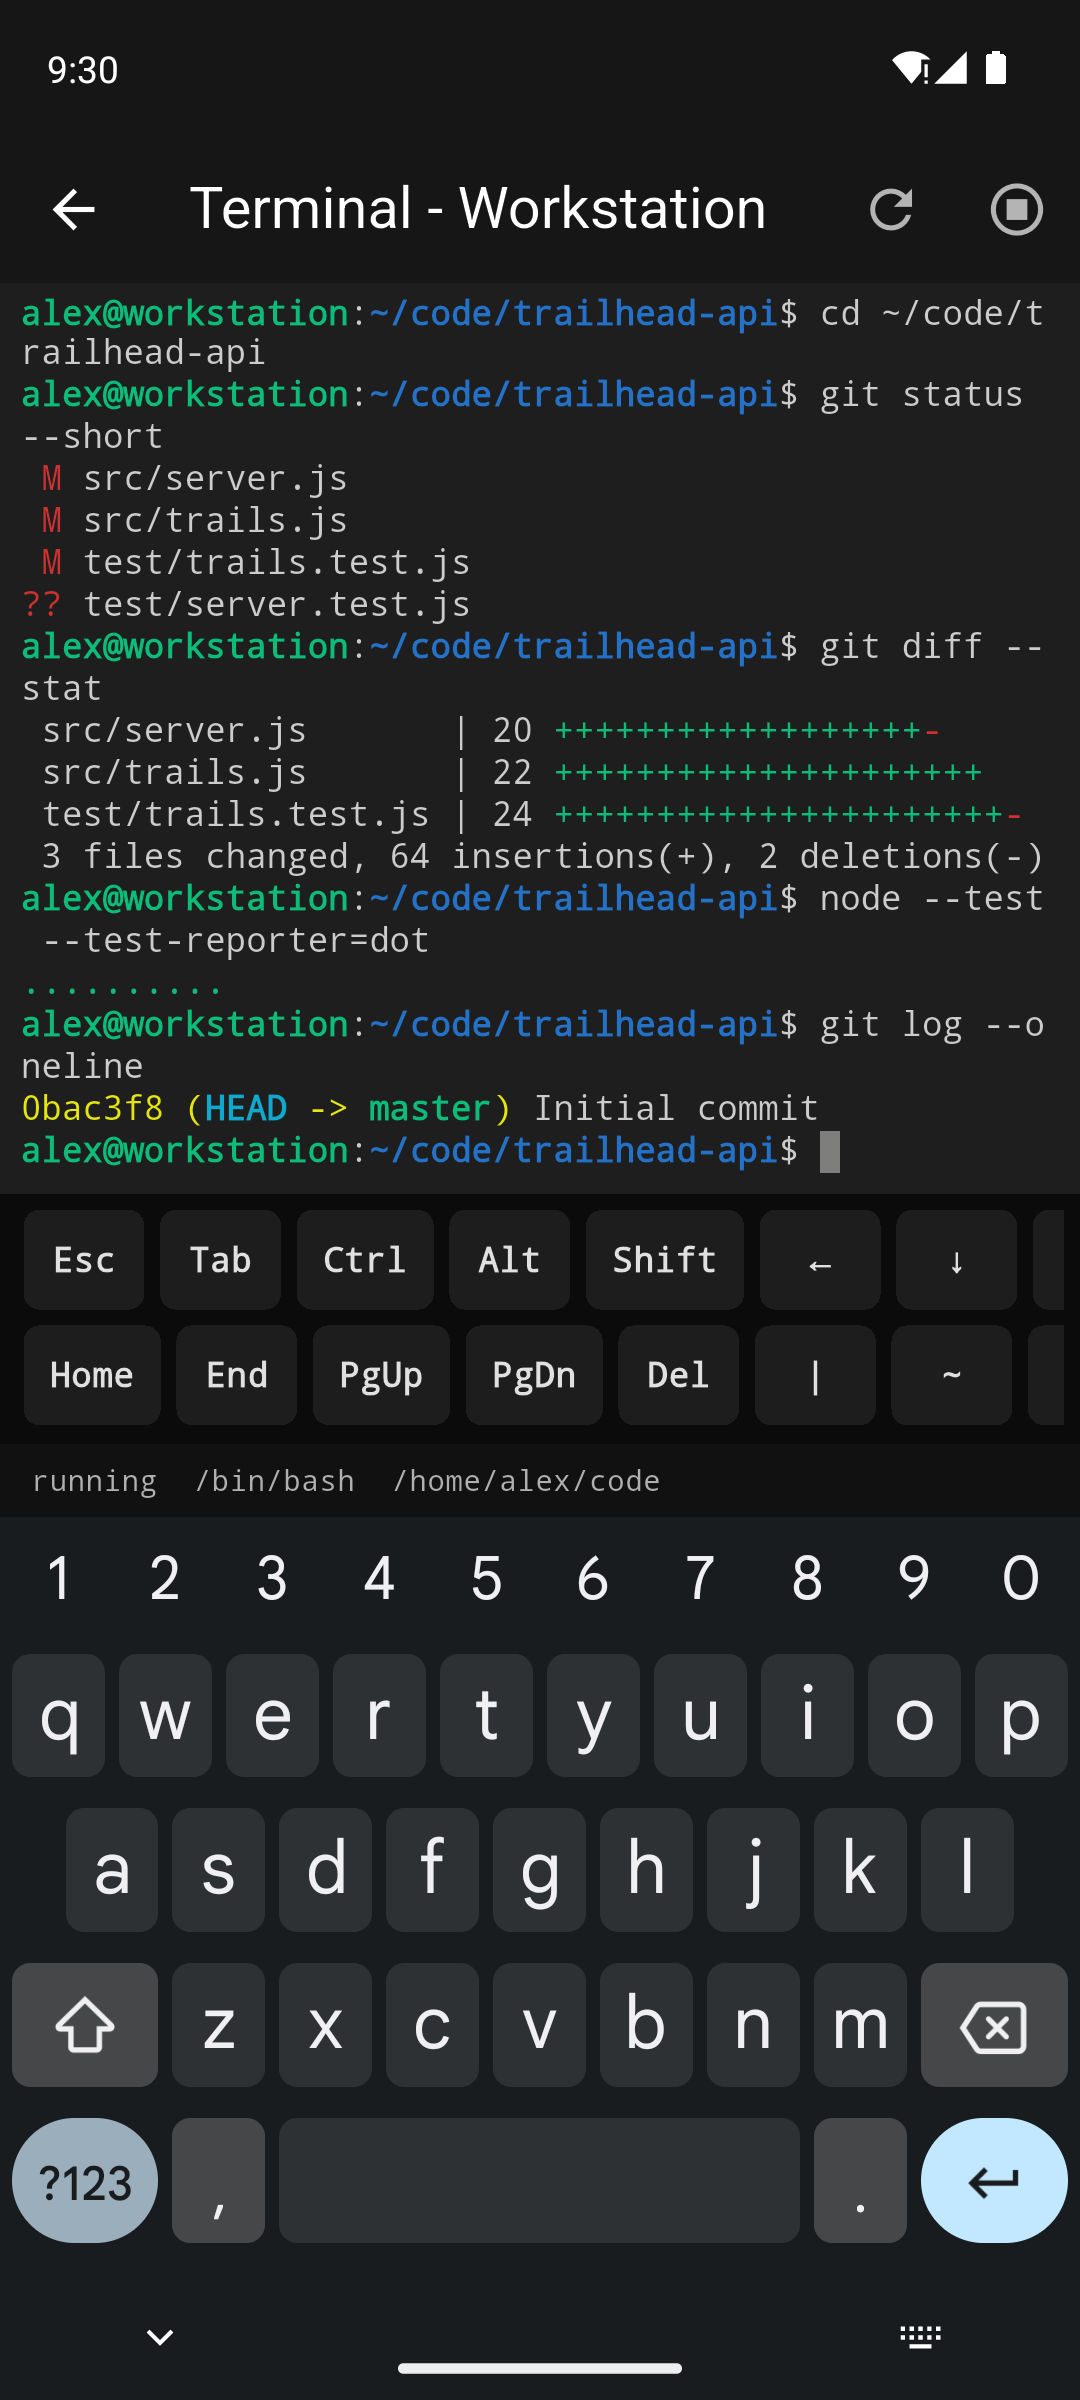 9:30
Terminal - Workstation
alex@workstation:~/code/trailhead-api$ cd ~/code/t
railhead-api
alex@workstation:~/code/trailhead-api$ git status
--short
 M src/server.js
 M src/trails.js
 M test/trails.test.js
?? test/server.test.js
alex@workstation:~/code/trailhead-api$ git diff --
stat
 src/server.js       | 20 ++++++++++++++++++-
 src/trails.js       | 22 +++++++++++++++++++++
 test/trails.test.js | 24 ++++++++++++++++++++++-
 3 files changed, 64 insertions(+), 2 deletions(-)
alex@workstation:~/code/trailhead-api$ node --test
 --test-reporter=dot
..........
alex@workstation:~/code/trailhead-api$ git log --o
neline
0bac3f8 (HEAD -> master) Initial commit
alex@workstation:~/code/trailhead-api$
Esc Tab Ctrl Alt Shift ← ↓
Home End PgUp PgDn Del | ~
running /bin/bash /home/alex/code
1 2 3 4 5 6 7 8 9 0
q w e r t y u i o p
a s d f g h j k l
z x c v b n m
?123 , .